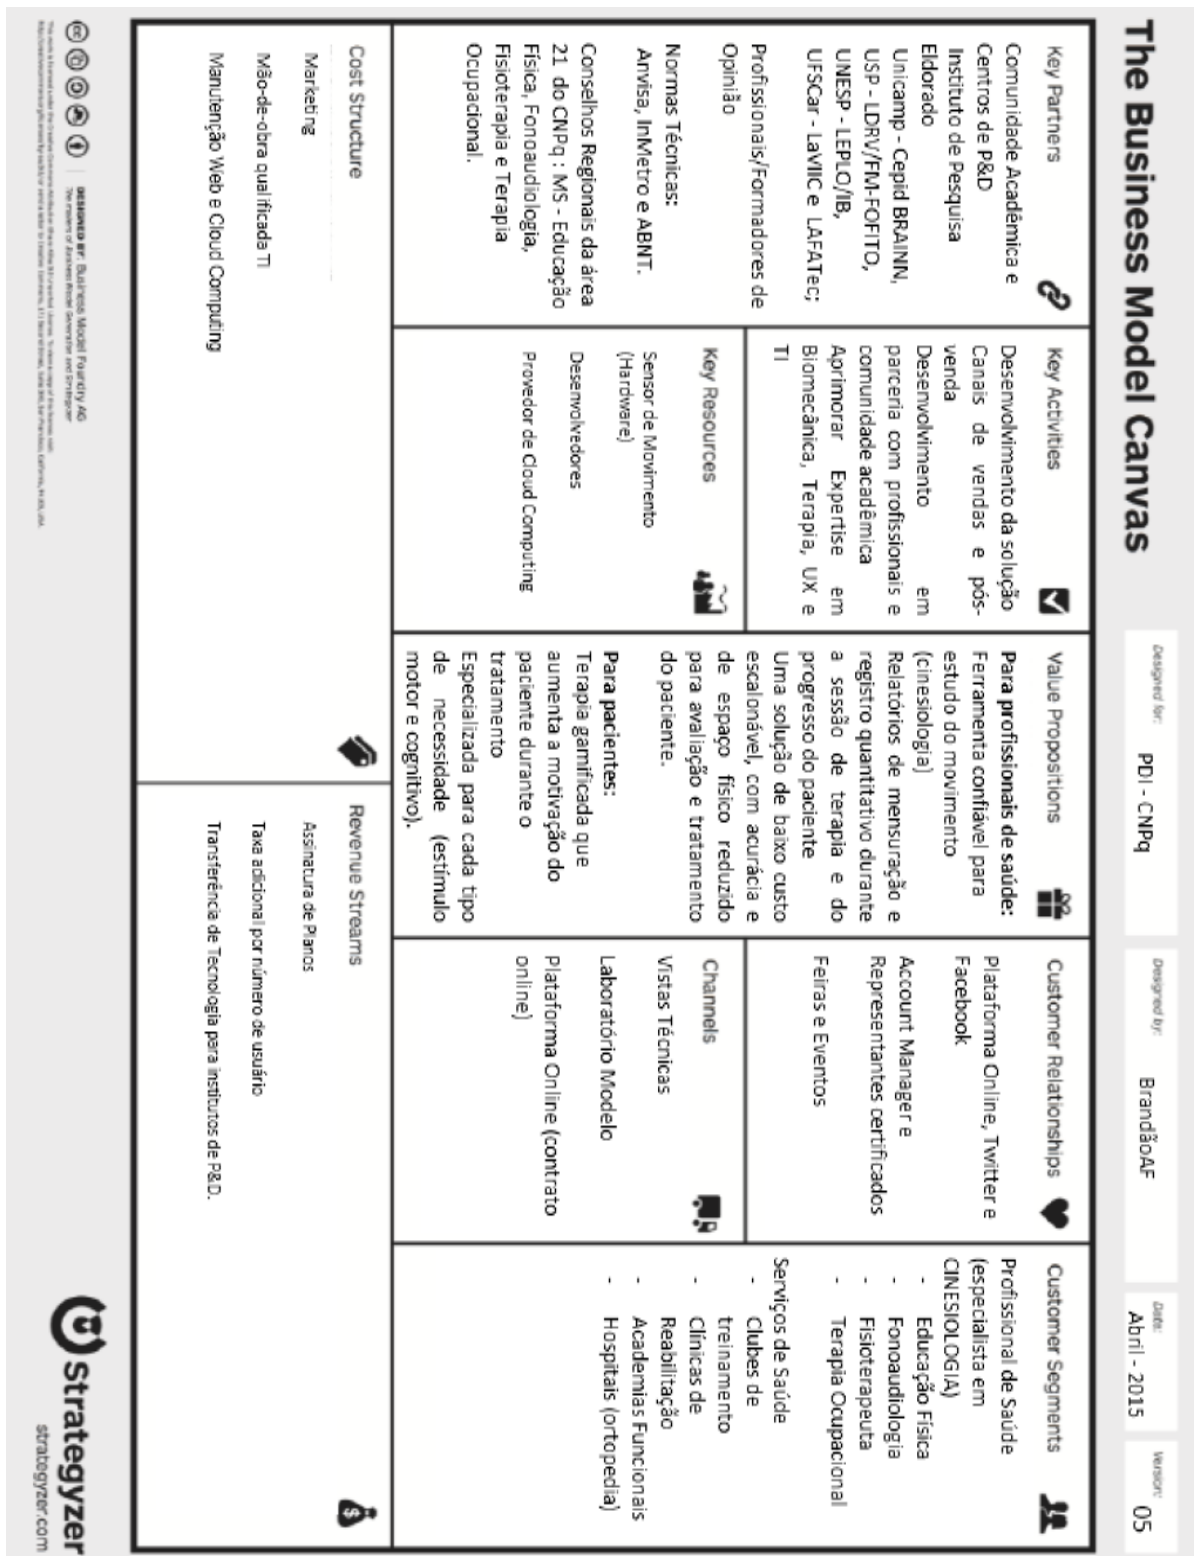 The Business Model Canvas
Designed for:
PDI - CNPq
Designed by:
BrandãoAF
Date:
Abril - 2015
Version:
05
Key Partners
Comunidade Acadêmica e
Centros de P&D
Instituto de Pesquisa
Eldorado
Unicamp - Cepid BRAINN,
USP - LDRV/FM-FOFITO,
UNESP - LEPLO/IB,
UFSCar - LaVIIC e LAFATec;
Profissionais/Formadores de
Opinião
Normas Técnicas:
Anvisa, InMetro e ABNT.
Conselhos Regionais da área
21 do CNPq: MS - Educação
Física, Fonoaudiologia,
Fisioterapia e Terapia
Ocupacional.
Key Activities
Desenvolvimento da solução
Canais de vendas e pós-
venda
Desenvolvimento em
parceria com profissionais e
comunidade acadêmica
Aprimorar Expertise em
Biomecânica, Terapia, UX e
TI
Key Resources
Sensor de Movimento
(Hardware)
Desenvolvedores
Provedor de Cloud Computing
Value Propositions
Para profissionais de saúde:
Ferramenta confiável para
estudo do movimento
(cinesiologia)
Relatórios de mensuração e
registro quantitativo durante
a sessão de terapia e do
progresso do paciente
Uma solução de baixo custo
escalonável, com acurácia e
de espaço físico reduzido
para avaliação e tratamento
do paciente.
Para pacientes:
Terapia gamificada que
aumenta a motivação do
paciente durante o
tratamento
Especializada para cada tipo
de necessidade (estímulo
motor e cognitivo).
Customer Relationships
Plataforma Online, Twitter e
Facebook
Account Manager e
Representantes certificados
Feiras e Eventos
Channels
Vistas Técnicas
Laboratório Modelo
Plataforma Online (contrato
online)
Customer Segments
Profissional de Saúde
(especialista em
CINESIOLOGIA)
- Educação Física
- Fonoaudiologia
- Fisioterapeuta
- Terapia Ocupacional
Serviços de Saúde
- Clubes de
treinamento
- Clínicas de
Reabilitação
- Academias Funcionais
- Hospitais (ortopedia)
Cost Structure
Marketing
Mão-de-obra qualificada TI
Manutenção Web e Cloud Computing
Revenue Streams
Assinatura de Planos
Taxa adicional por número de usuário
Transferência de Tecnologia para institutos de P&D.
DESIGNED BY: Business Model Foundry AG
The makers of Business Model Generation and Strategyzer
Strategyzer
strategyzer.com